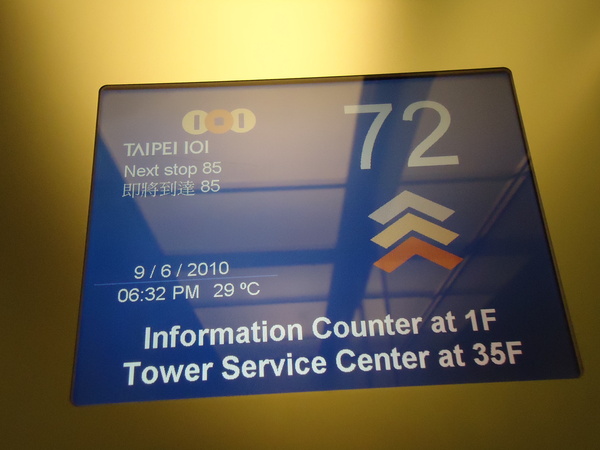 101
TAIPEI 101
Next stop 85
即將到達 85
72
9 / 6 / 2010
06:32 PM 29 ºC
Information Counter at 1F
Tower Service Center at 35F